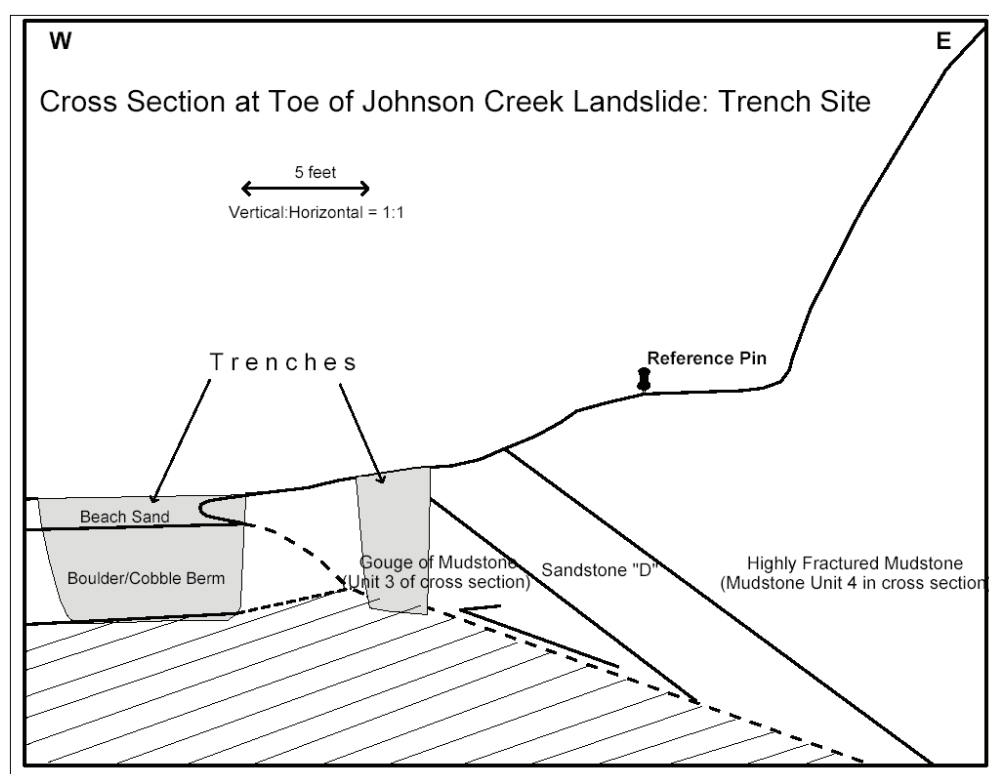 W
E
Cross Section at Toe of Johnson Creek Landslide: Trench Site
5 feet
Vertical:Horizontal = 1:1
Trenches
Reference Pin
Beach Sand
Boulder/Cobble Berm
Gouge of Mudstone
(Unit 3 of cross section)
Sandstone "D"
Highly Fractured Mudstone
(Mudstone Unit 4 in cross section